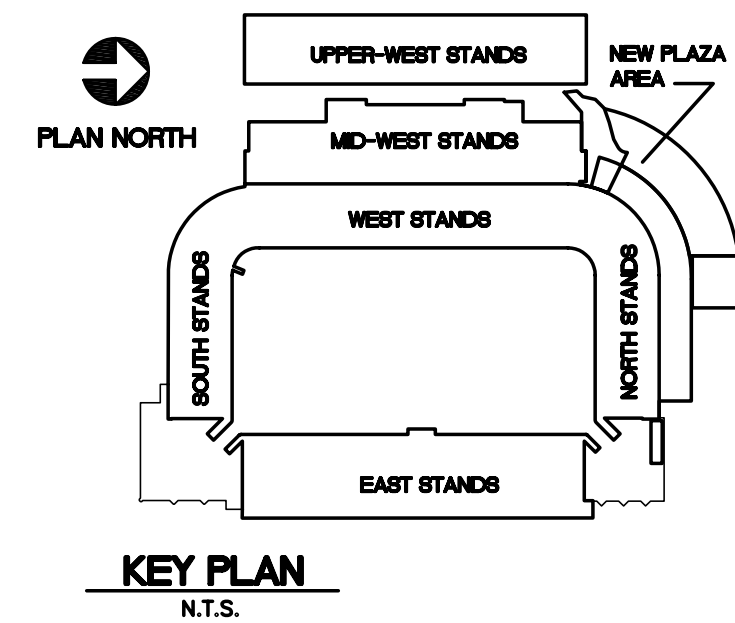 UPPER-WEST STANDS
NEW PLAZA
AREA
PLAN NORTH
MID-WEST STANDS
WEST STANDS
SOUTH STANDS
NORTH STANDS
EAST STANDS
KEY PLAN
N.T.S.